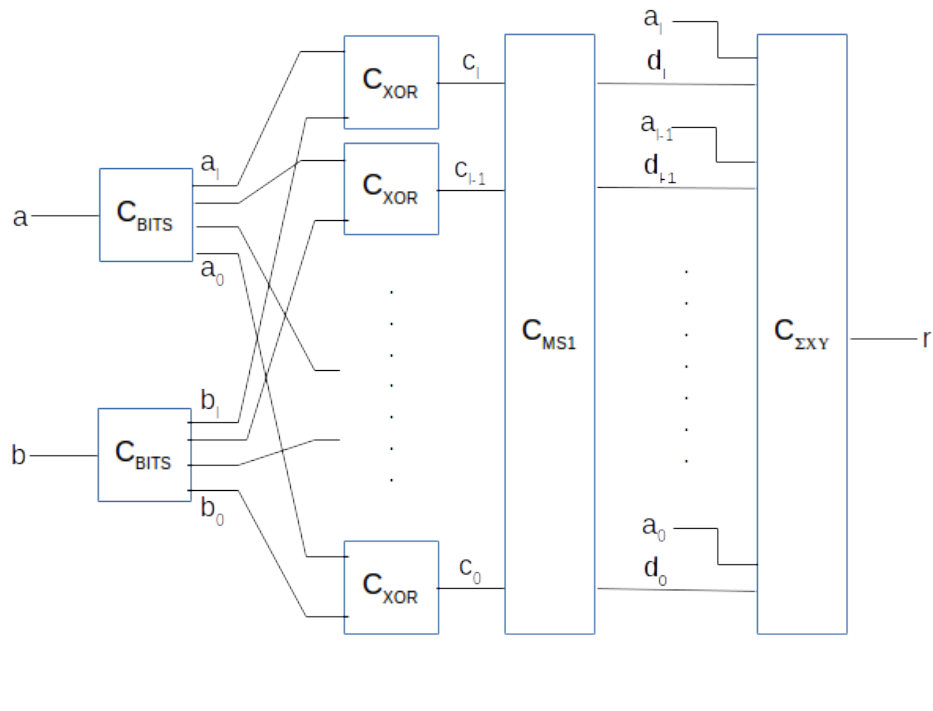 a
C_BITS
a_l
a_0
b
C_BITS
b_l
b_0
C_XOR
C_XOR
C_XOR
c_l
c_l-1
c_0
C_MS1
a_l
d_l
a_l-1
d_l-1
a_0
d_0
C_ΣXY
r